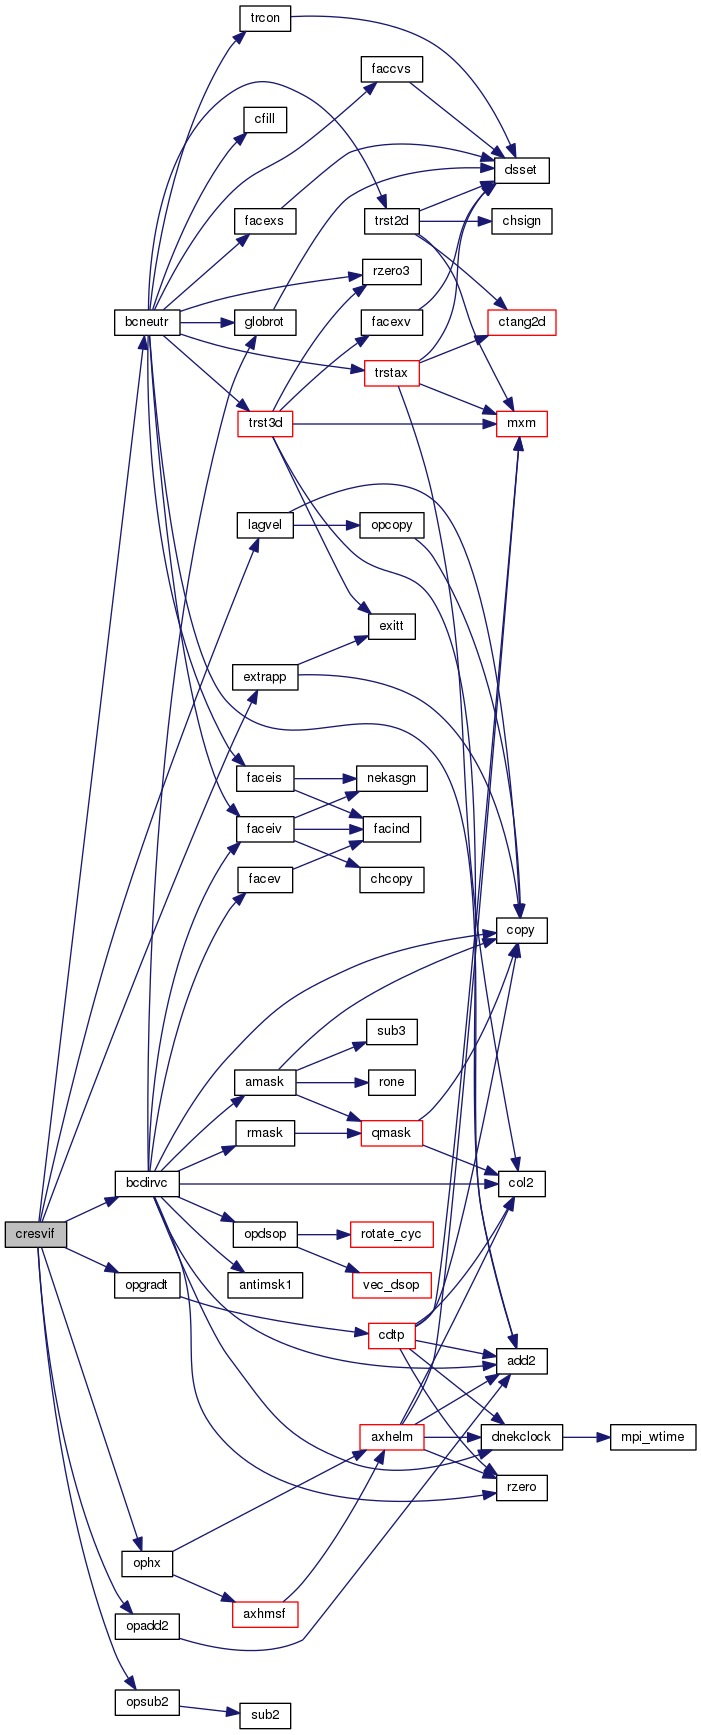 trcon
faccvs
cfill
dsset
facexs
trst2d
chsign
rzero3
bcneutr
globrot
facexv
ctang2d
trstax
trst3d
mxm
lagvel
opcopy
exitt
extrapp
faceis
nekasgn
faceiv
facind
facev
chcopy
copy
sub3
amask
rone
rmask
qmask
bcdirvc
col2
cresvif
opdsop
rotate_cyc
opgradt
antimsk1
vec_dsop
cdtp
add2
axhelm
dnekclock
mpi_wtime
rzero
ophx
axhmsf
opadd2
opsub2
sub2